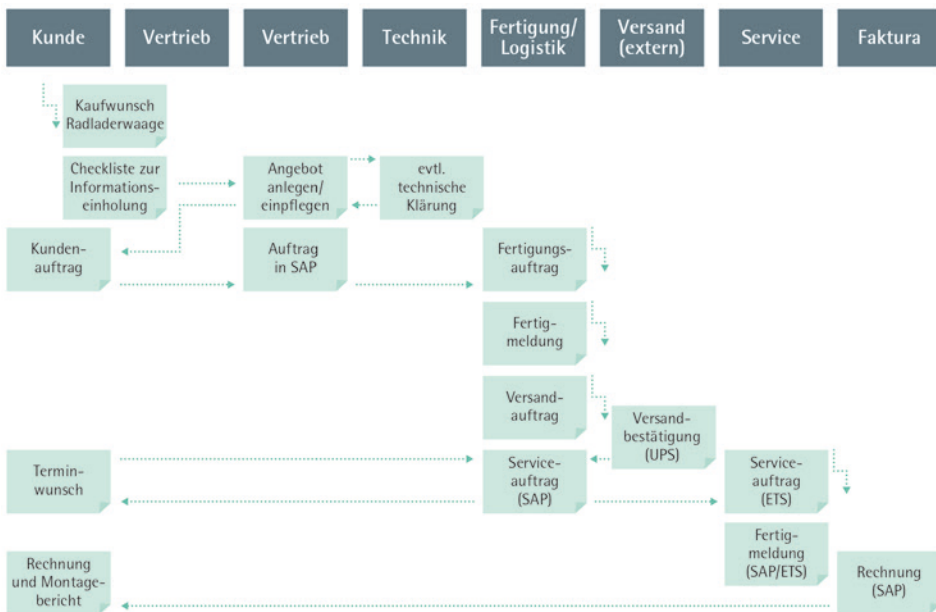 Kunde
Vertrieb
Vertrieb
Technik
Fertigung/
Logistik
Versand
(extern)
Service
Faktura
Kaufwunsch
Radladerwaage
Checkliste zur
Informations-
einholung
Angebot
anlegen/
einpflegen
evtl.
technische
Klärung
Kunden-
auftrag
Auftrag
in SAP
Fertigungs-
auftrag
Fertig-
meldung
Versand-
auftrag
Versand-
bestätigung
(UPS)
Termin-
wunsch
Service-
auftrag
(SAP)
Service-
auftrag
(ETS)
Fertig-
meldung
(SAP/ETS)
Rechnung
und Montage-
bericht
Rechnung
(SAP)